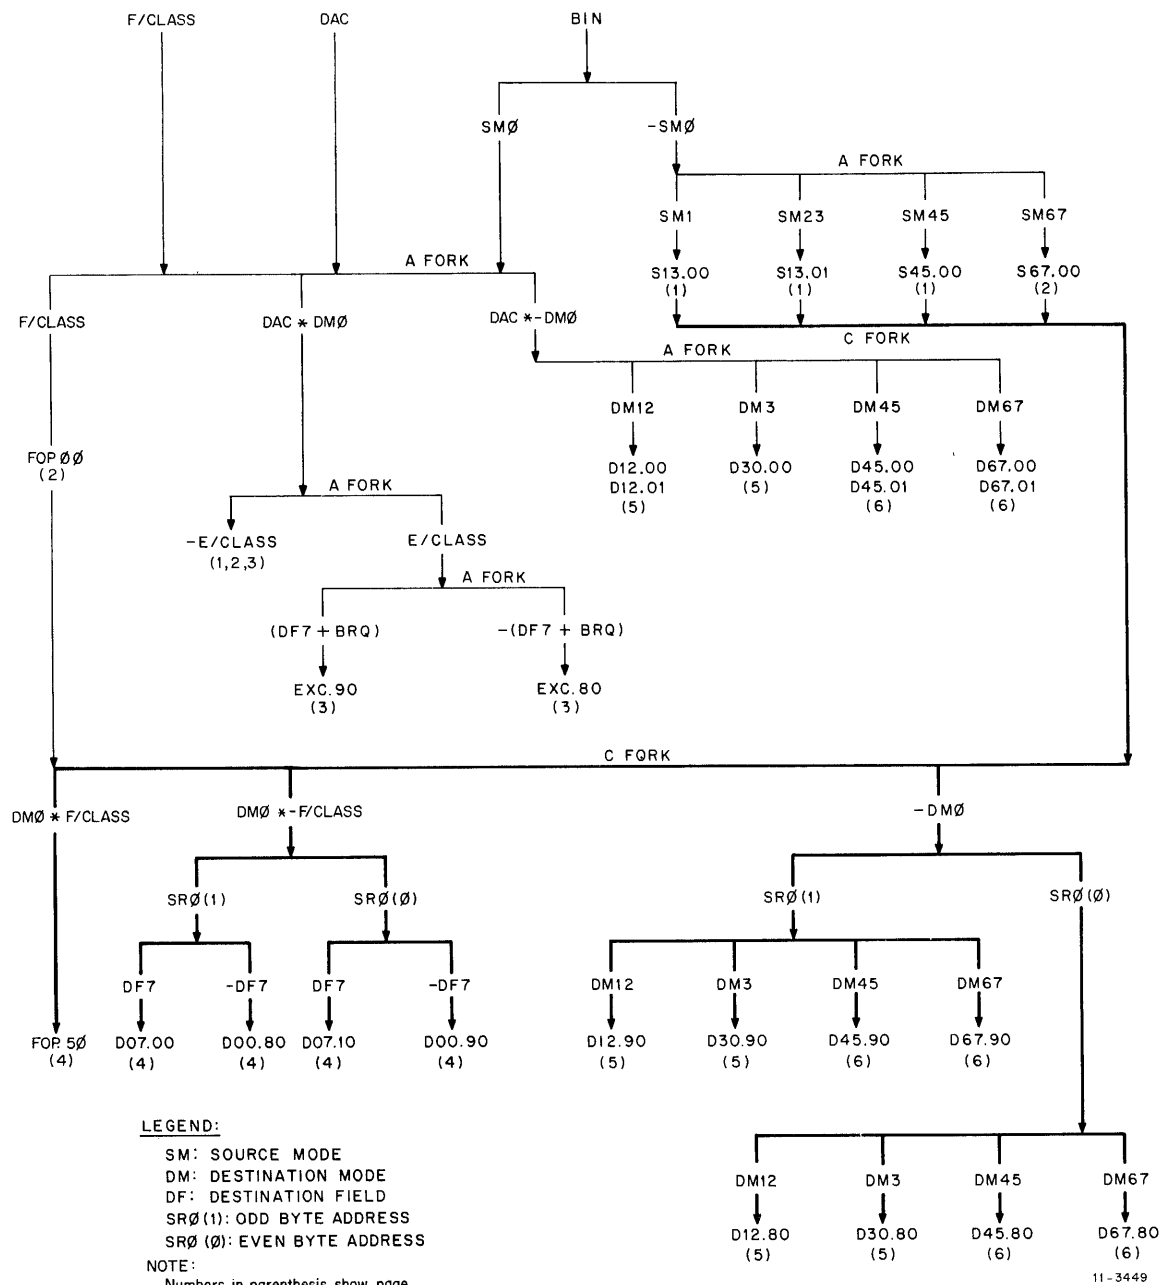 F/CLASS DAC BIN
SMØ -SMØ
A FORK
SM1 SM23 SM45 SM67
A FORK
S13.00 S13.01 S45.00 S67.00
(1) (1) (1) (2)
F/CLASS DAC * DMØ DAC *-DMØ
C FORK
A FORK
DM12 DM3 DM45 DM67
FOP ØØ
(2)
D12.00 D30.00 D45.00 D67.00
D12.01 (5) D45.01 D67.01
(5) (6) (6)
A FORK
-E/CLASS E/CLASS
(1,2,3)
A FORK
(DF7 + BRQ) -(DF7 + BRQ)
EXC.90 EXC.80
(3) (3)
C FORK
DMØ * F/CLASS DMØ *-F/CLASS -DMØ
SRØ(1) SRØ(Ø) SRØ(1) SRØ(Ø)
DF7 -DF7 DF7 -DF7 DM12 DM3 DM45 DM67
FOP.5Ø D07.00 D00.80 D07.10 D00.90 D12.90 D30.90 D45.90 D67.90
(4) (4) (4) (4) (4) (5) (5) (6) (6)
LEGEND:
SM: SOURCE MODE
DM: DESTINATION MODE
DF: DESTINATION FIELD
SRØ(1): ODD BYTE ADDRESS
SRØ (Ø): EVEN BYTE ADDRESS
DM12 DM3 DM45 DM67
D12.80 D30.80 D45.80 D67.80
(5) (5) (6) (6)
NOTE:
Numbers in parenthesis show page
11-3449